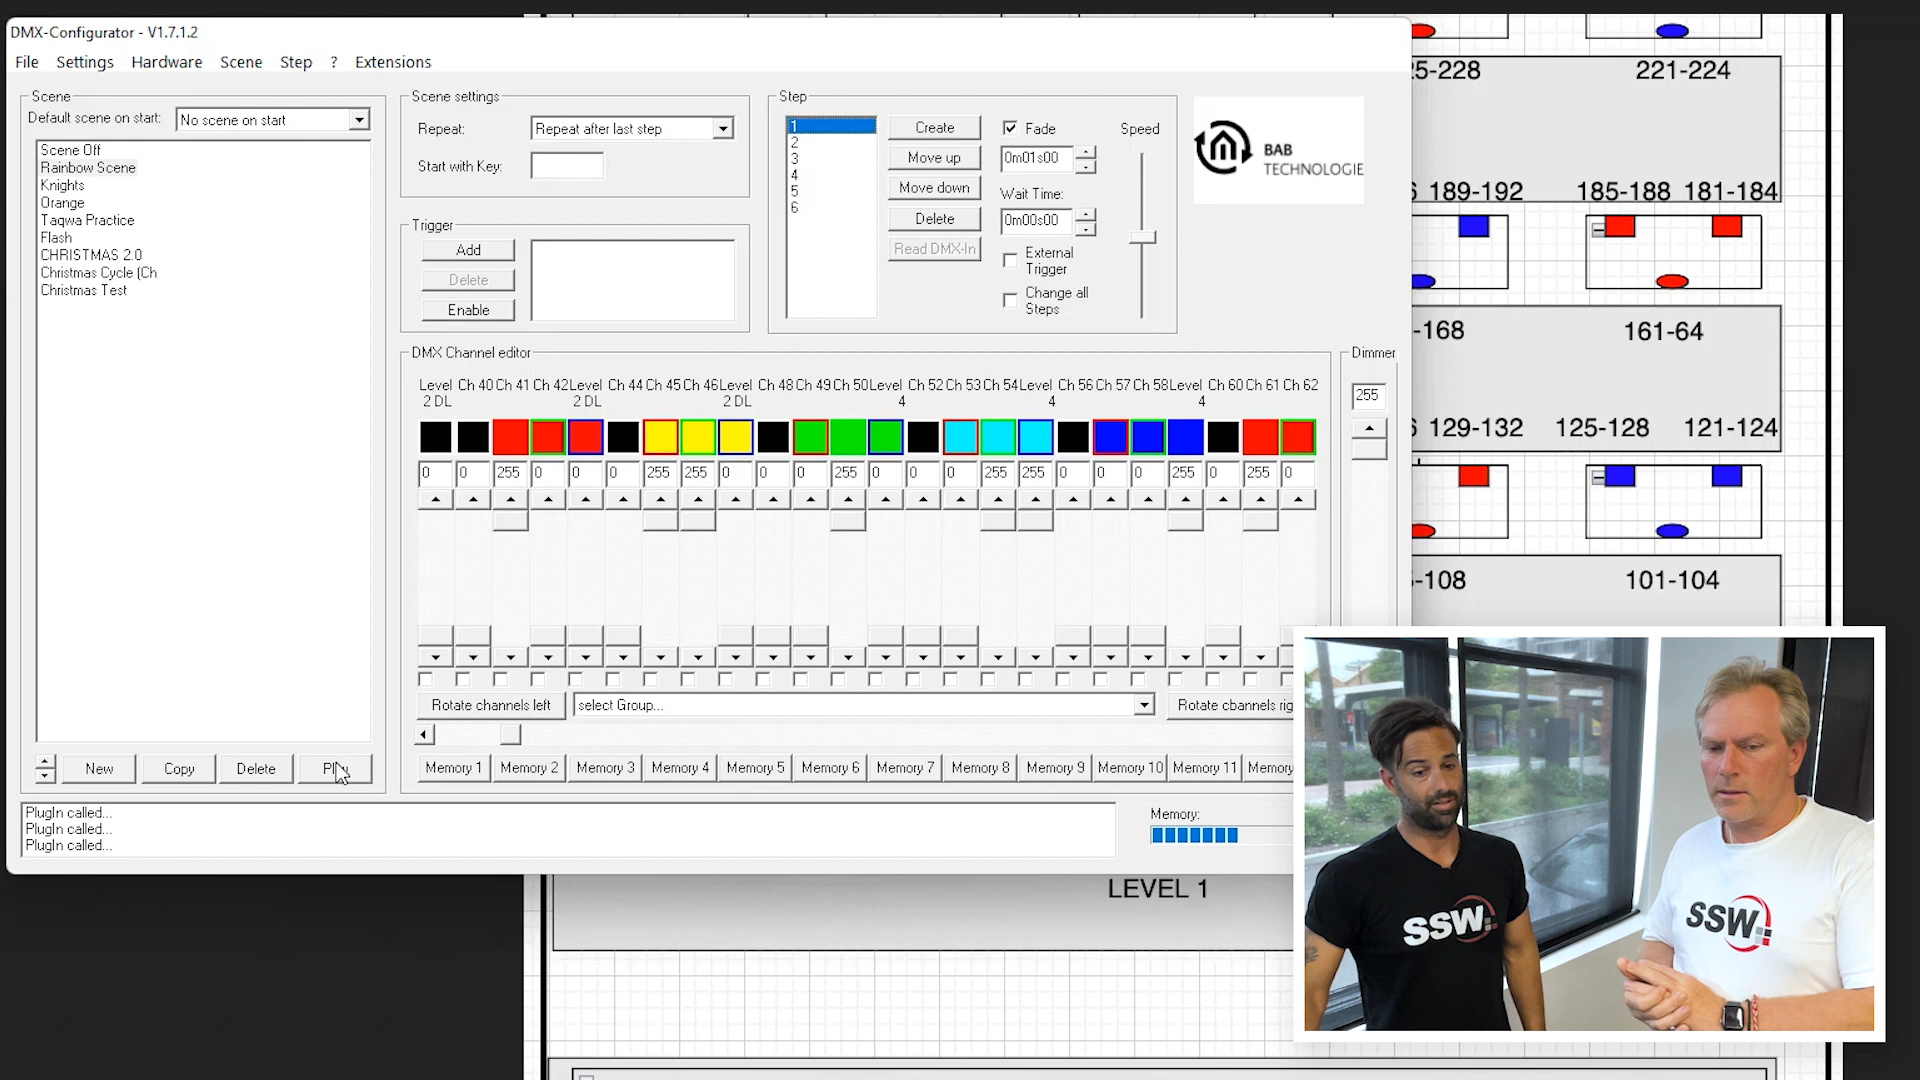 DMX-Configurator - V1.7.1.2
File Settings Hardware Scene Step ? Extensions
Scene
Default scene on start: No scene on start
Scene Off
Rainbow Scene
Knights
Orange
Taqwa Practice
Flash
CHRISTMAS 2.0
Christmas Cycle (Ch
Christmas Test
New Copy Delete
Scene settings
Repeat: Repeat after last step
Start with Key:
Trigger
Add
Delete
Enable
Step
1
2
3
4
5
6
Create
Move up
Move down
Delete
Read DMX-In
Fade
0m01s00
Wait Time:
0m00s00
External
Trigger
Change all
Steps
Speed
BAB
TECHNOLOGIE
DMX Channel editor
Level Ch 40 Ch 41 Ch 42 Level Ch 44 Ch 45 Ch 46 Level Ch 48 Ch 49 Ch 50 Level Ch 52 Ch 53 Ch 54 Level Ch 56 Ch 57 Ch 58 Level Ch 60 Ch 61 Ch 62
2 DL 2 DL 2 DL 4 4 4
0 0 255 0 0 0 255 255 0 0 0 255 0 0 0 255 255 0 0 0 255 0 255 0
Rotate channels left select Group... Rotate channels rig
Memory 1 Memory 2 Memory 3 Memory 4 Memory 5 Memory 6 Memory 7 Memory 8 Memory 9 Memory 10 Memory 11 Memory
Dimmer
255
PlugIn called...
PlugIn called...
PlugIn called...
Memory:
5-228 221-224
189-192 185-188 181-184
-168 161-64
129-132 125-128 121-124
-108 101-104
LEVEL 1
SSW
SSW